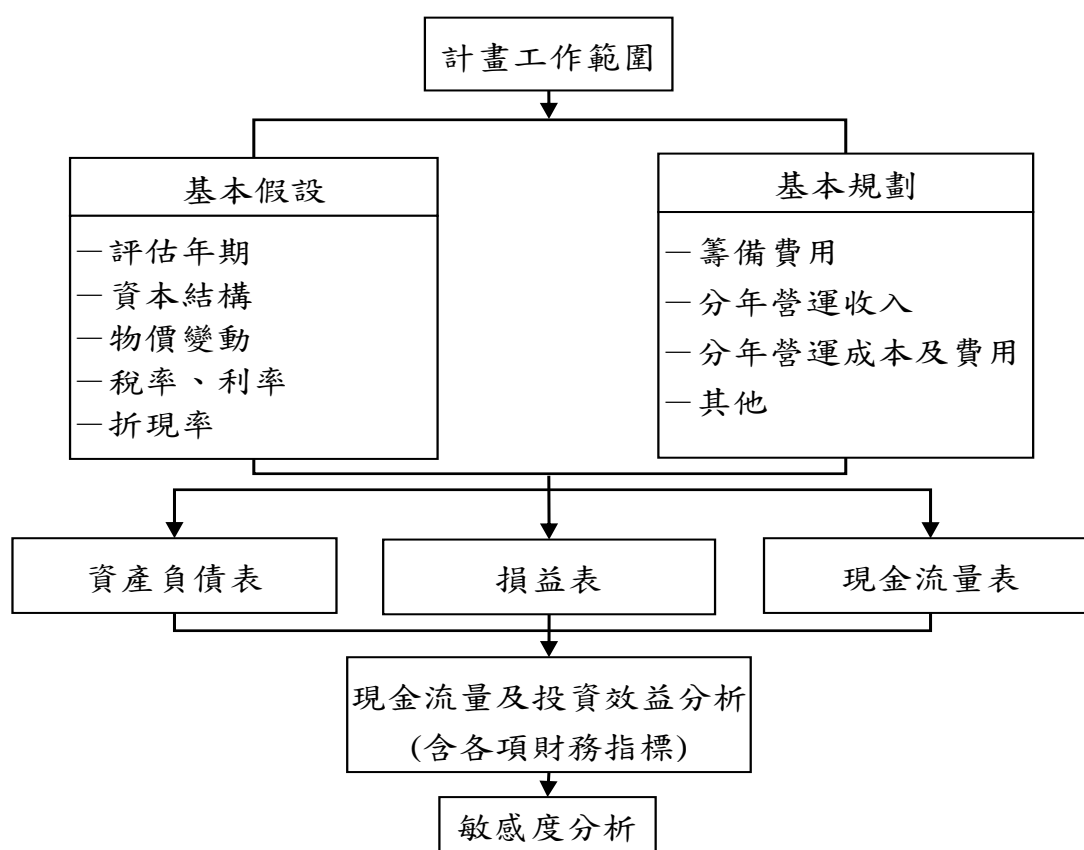 計畫工作範圍
基本假設
－評估年期
－資本結構
－物價變動
－稅率、利率
－折現率
基本規劃
－籌備費用
－分年營運收入
－分年營運成本及費用
－其他
資產負債表
損益表
現金流量表
現金流量及投資效益分析
(含各項財務指標)
敏感度分析